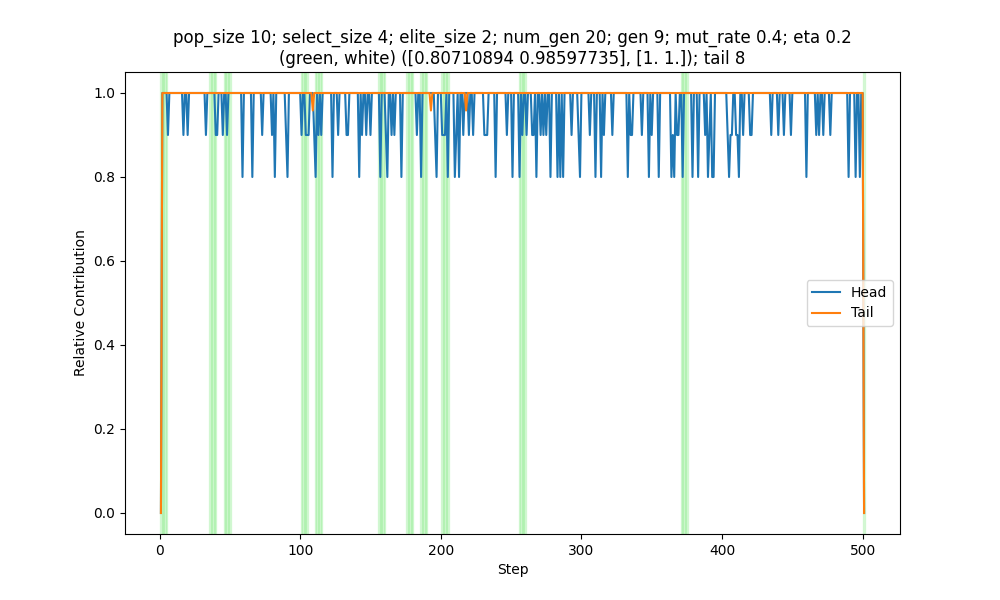 pop_size 10; select_size 4; elite_size 2; num_gen 20; gen 9; mut_rate 0.4; eta 0.2
(green, white) ([0.80710894 0.98597735], [1. 1.]); tail 8
1.0
0.8
0.6
0.4
0.2
0.0
Relative Contribution
Head
Tail
0 100 200 300 400 500
Step